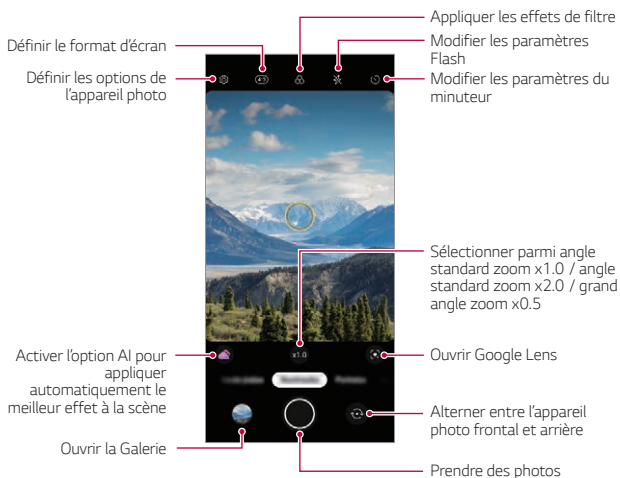 Appliquer les effets de filtre
Définir le format d'écran
Modifier les paramètres
Flash
Définir les options de
l'appareil photo
Modifier les paramètres du
minuteur
Sélectionner parmi angle
standard zoom x1.0 / angle
standard zoom x2.0 / grand
angle zoom x0.5
x1.0
Activer l'option AI pour
appliquer
automatiquement le
meilleur effet à la scène
Ouvrir Google Lens
Alterner entre l'appareil
photo frontal et arrière
Ouvrir la Galerie
Prendre des photos